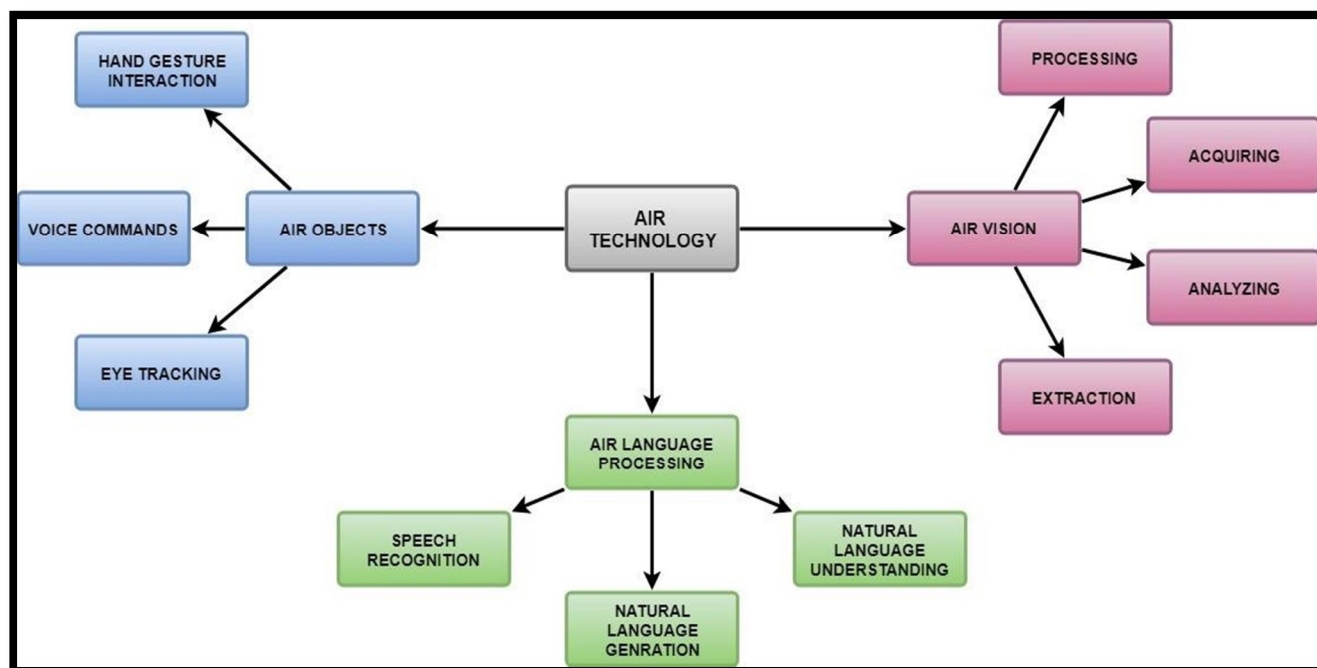 HAND GESTURE
INTERACTION
VOICE COMMANDS
AIR OBJECTS
EYE TRACKING
AIR
TECHNOLOGY
PROCESSING
ACQUIRING
AIR VISION
ANALYZING
EXTRACTION
AIR LANGUAGE
PROCESSING
SPEECH
RECOGNITION
NATURAL
LANGUAGE
GENRATION
NATURAL
LANGUAGE
UNDERSTANDING